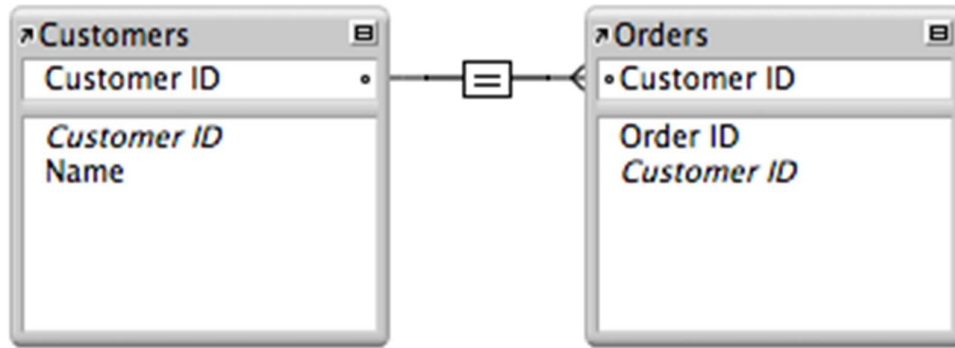 Customers
Customer ID
Customer ID
Name
=
Orders
Customer ID
Order ID
Customer ID